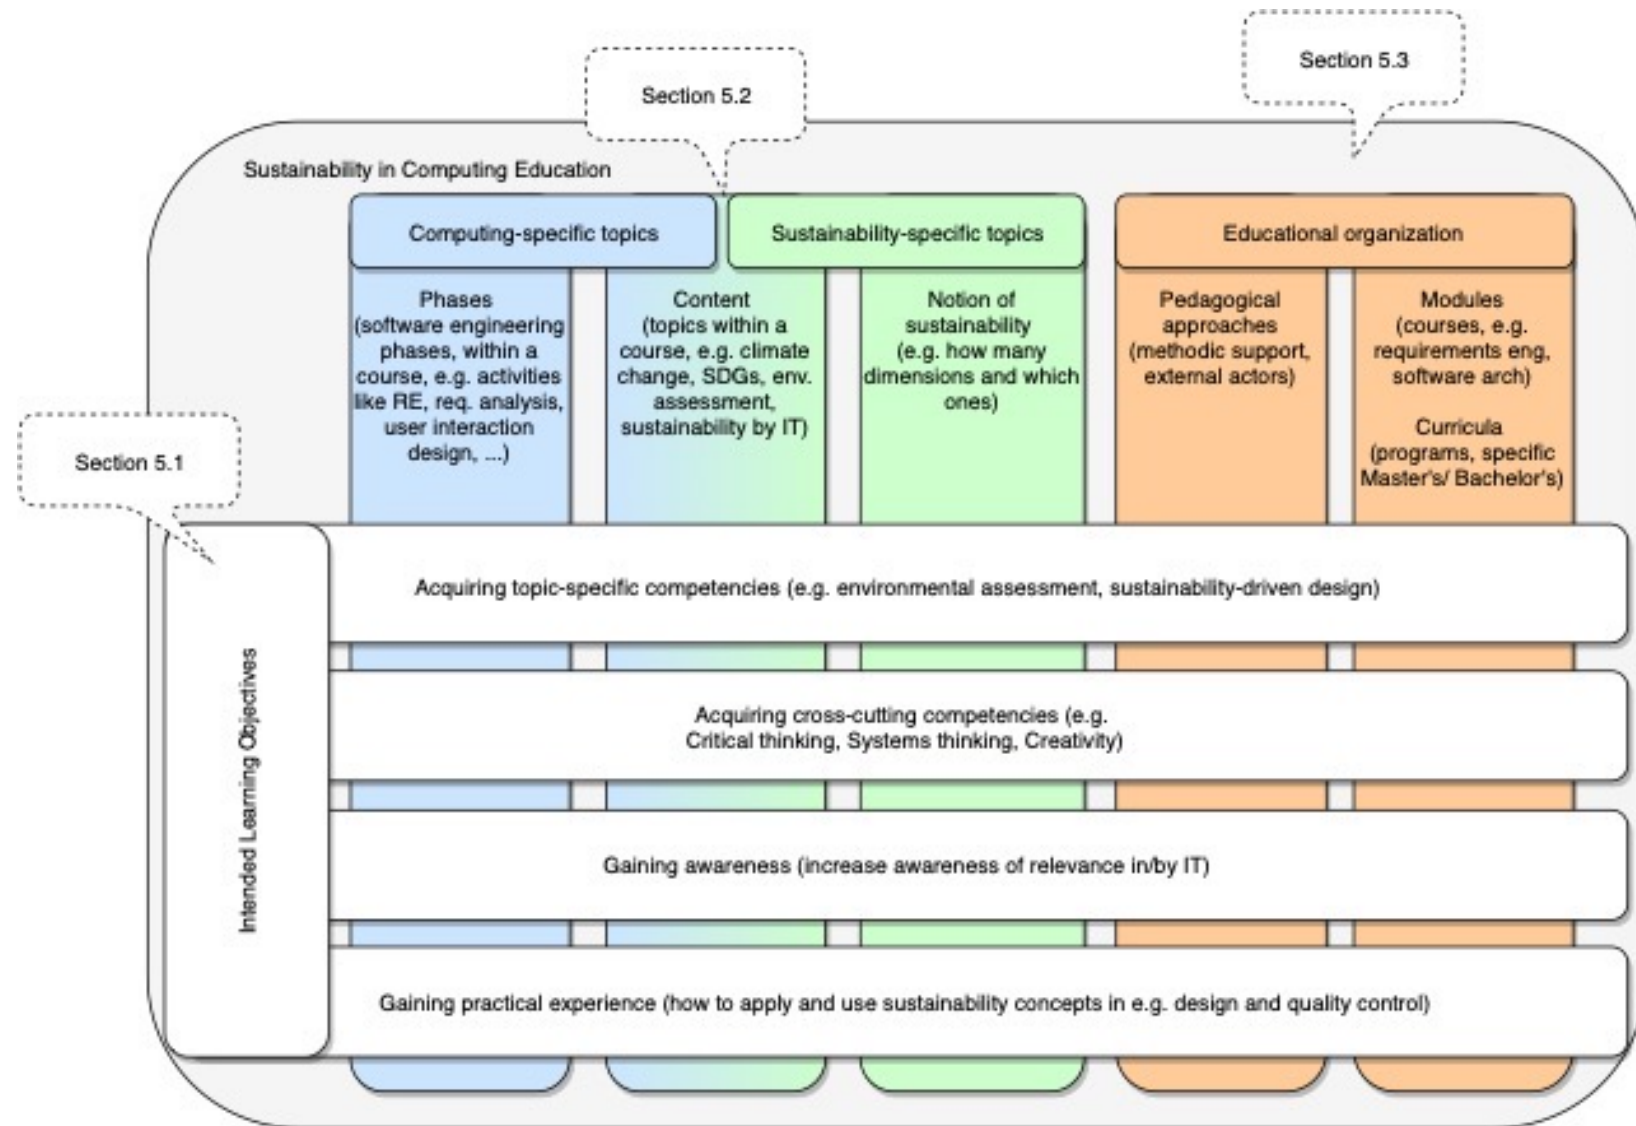 Section 5.3
Section 5.2
Sustainability in Computing Education
Computing-specific topics
Sustainability-specific topics
Educational organization
Phases
(software engineering
phases, within a
course, e.g. activities
like RE, req. analysis,
user interaction
design, ...)
Content
(topics within a
course, e.g. climate
change, SDGs, env.
assessment,
sustainability by IT)
Notion of
sustainability
(e.g. how many
dimensions and which
ones)
Pedagogical
approaches
(methodic support,
external actors)
Modules
(courses, e.g.
requirements eng,
software arch)
Curricula
(programs, specific
Master's/ Bachelor's)
Section 5.1
Intended Learning Objectives
Acquiring topic-specific competencies (e.g. environmental assessment, sustainability-driven design)
Acquiring cross-cutting competencies (e.g.
Critical thinking, Systems thinking, Creativity)
Gaining awareness (increase awareness of relevance in/by IT)
Gaining practical experience (how to apply and use sustainability concepts in e.g. design and quality control)